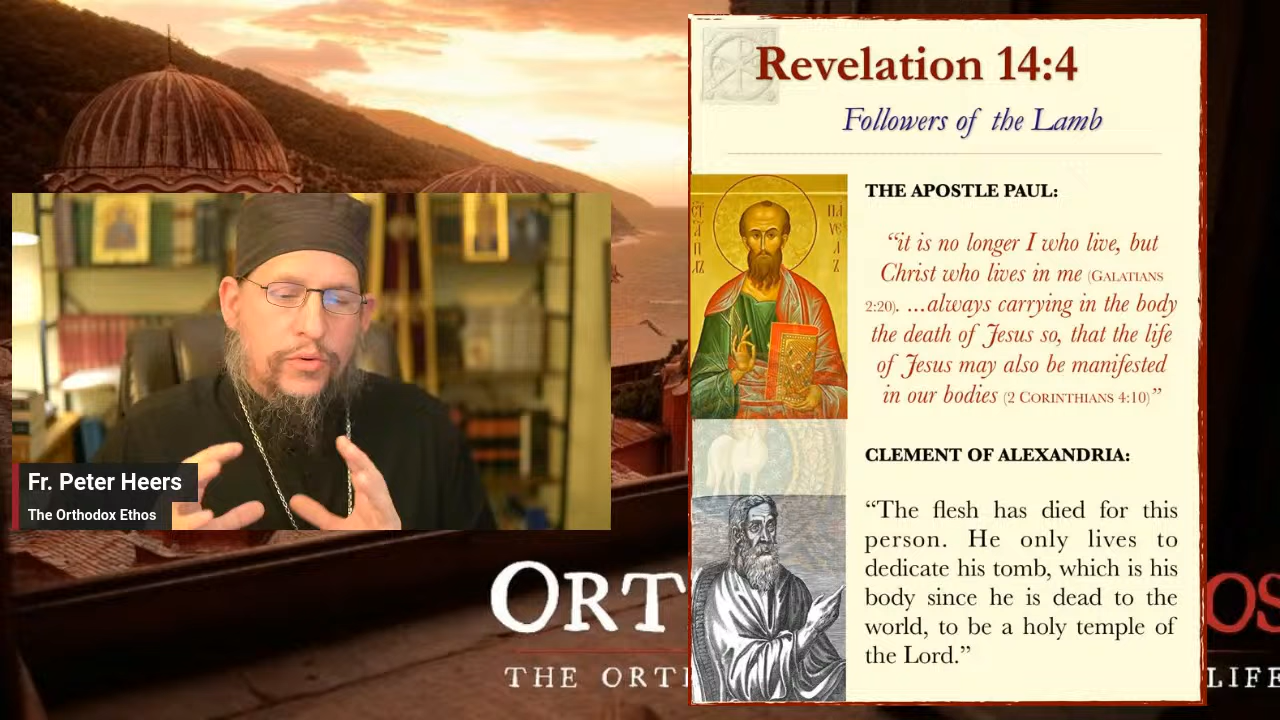 Revelation 14:4
Followers of the Lamb
THE APOSTLE PAUL:
“it is no longer I who live, but
Christ who lives in me (GALATIANS
2:20). ...always carrying in the body
the death of Jesus so, that the life
of Jesus may also be manifested
in our bodies (2 CORINTHIANS 4:10)”
CLEMENT OF ALEXANDRIA:
“The flesh has died for this
person. He only lives to
dedicate his tomb, which is his
body since he is dead to the
world, to be a holy temple of
the Lord.”
Fr. Peter Heers
The Orthodox Ethos
ORT
OS
THE ORT
LIFE